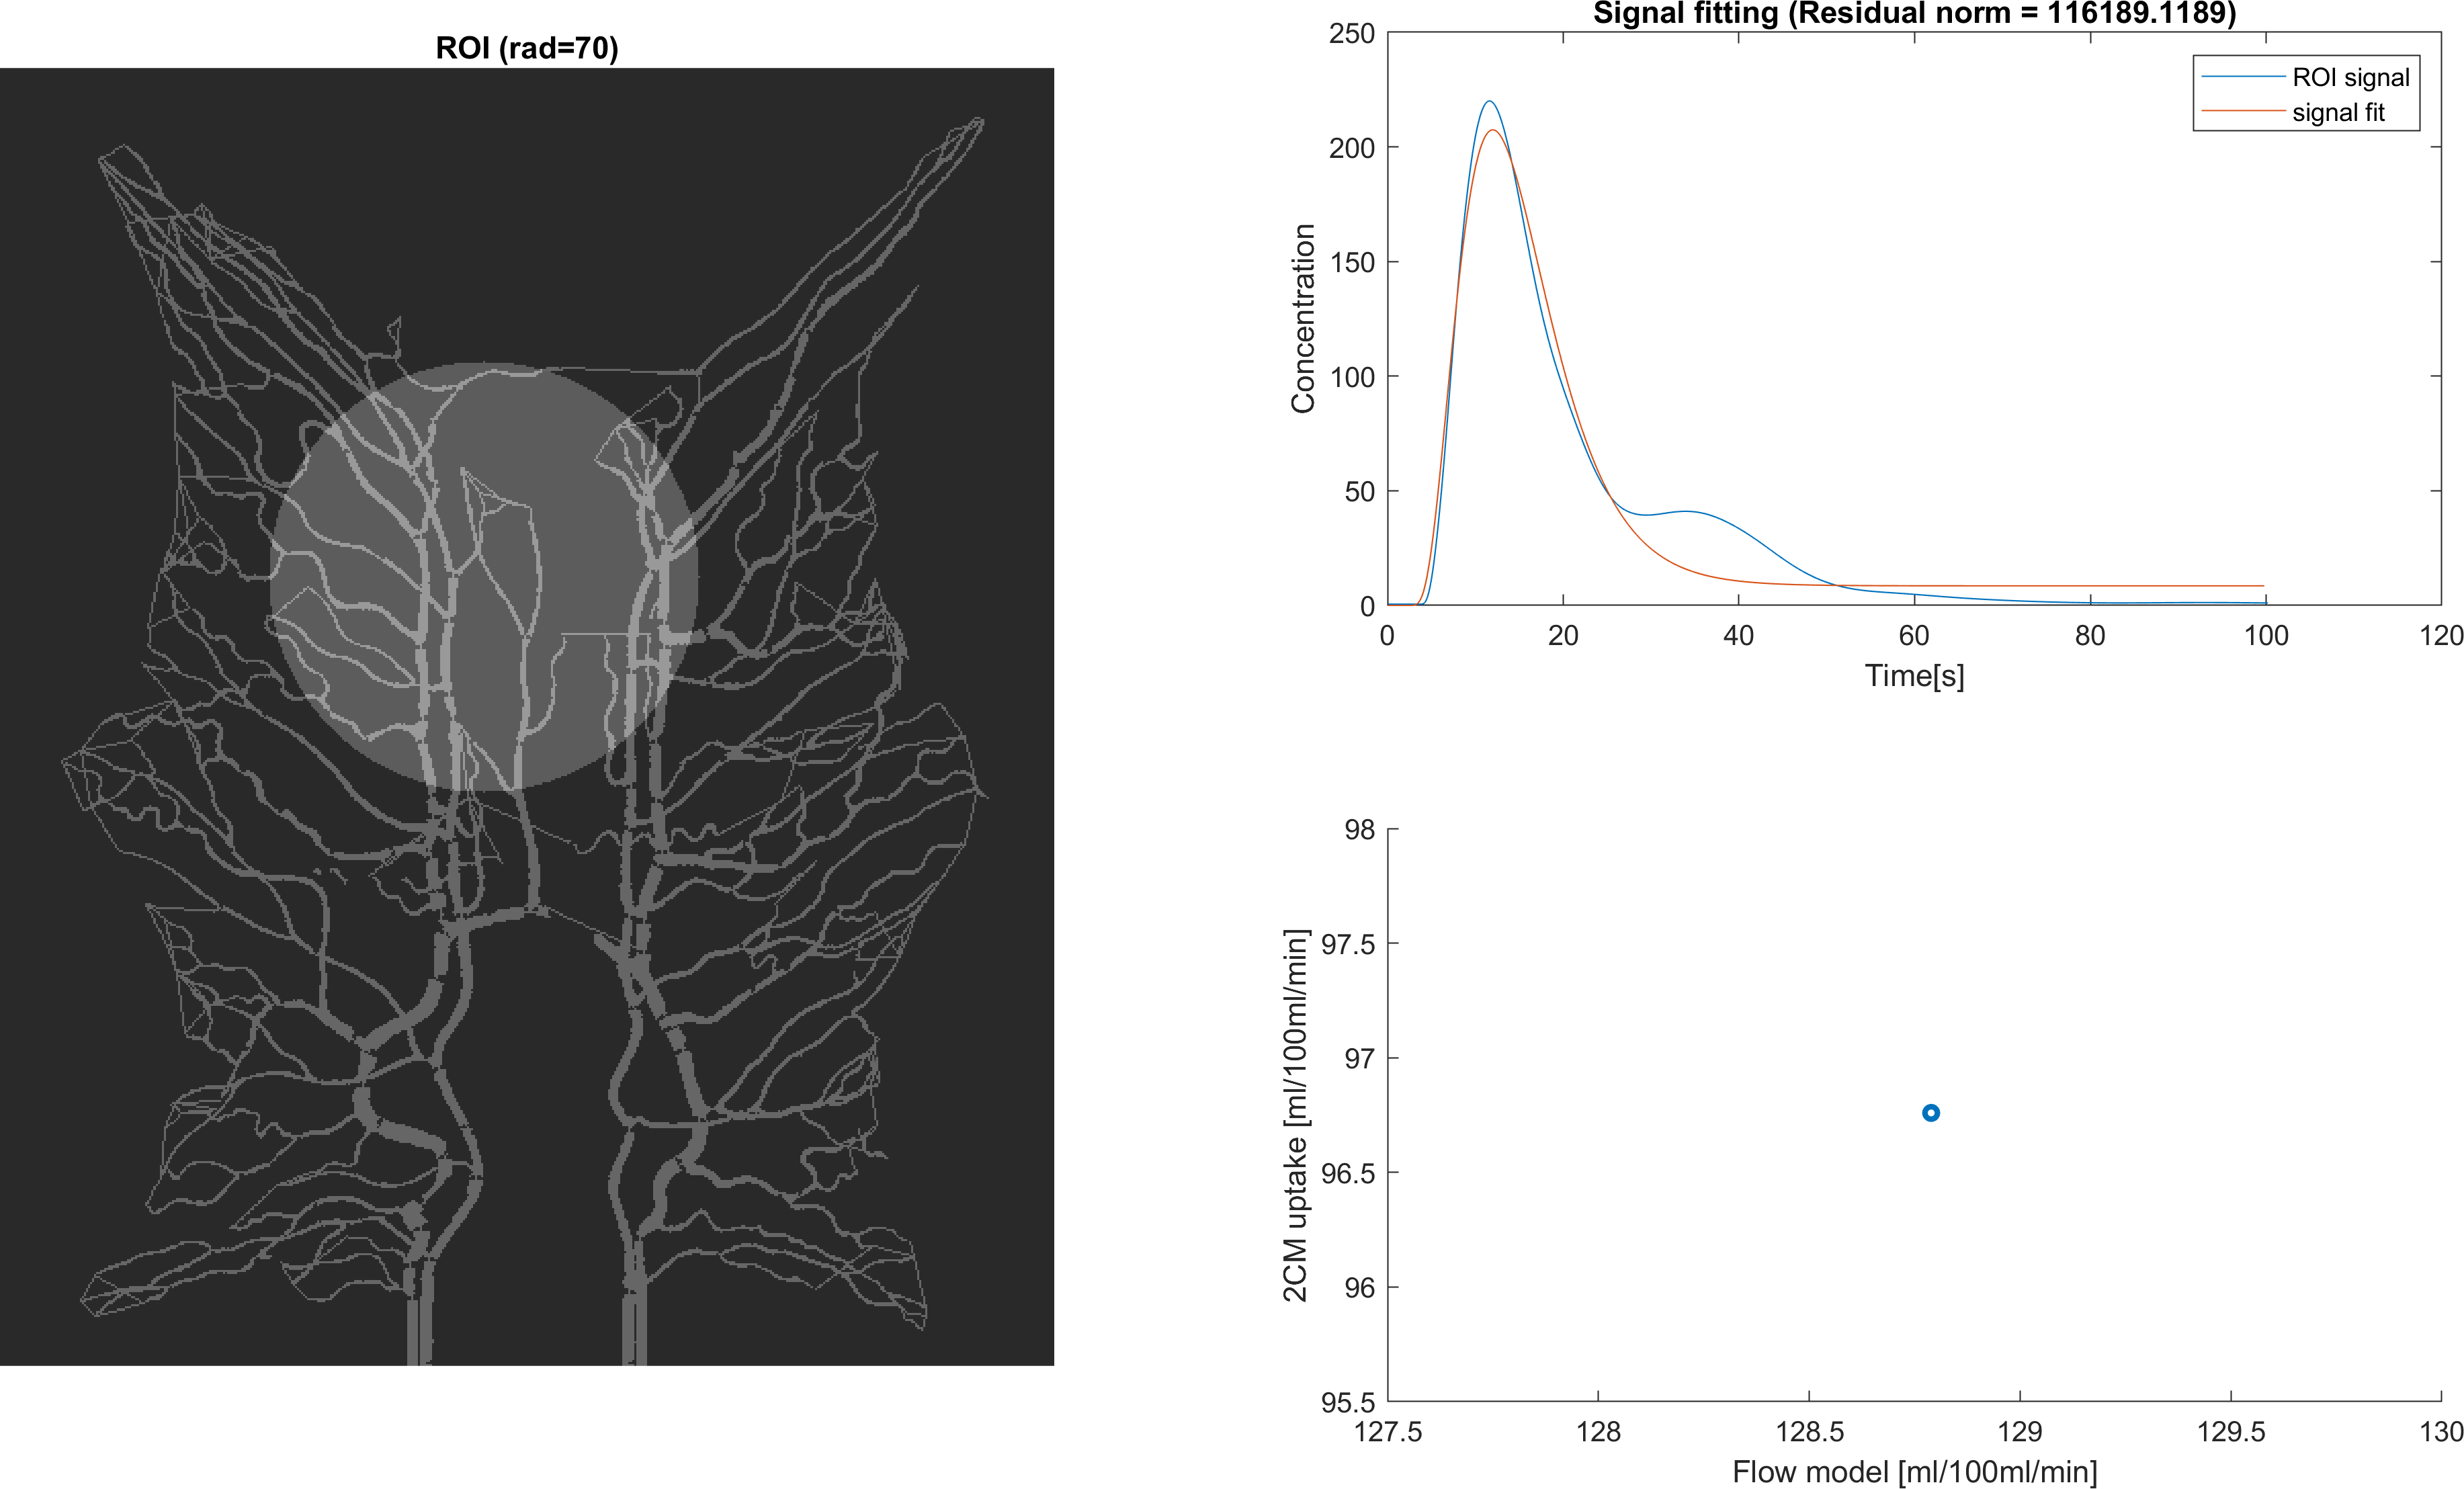 ROI (rad=70)
Signal fitting (Residual norm = 116189.1189)
250
200
150
100
50
0
Concentration
ROI signal
signal fit
0 20 40 60 80 100 120
Time[s]
98
97.5
97
96.5
96
95.5
2CM uptake [ml/100ml/min]
127.5 128 128.5 129 129.5 130
Flow model [ml/100ml/min]